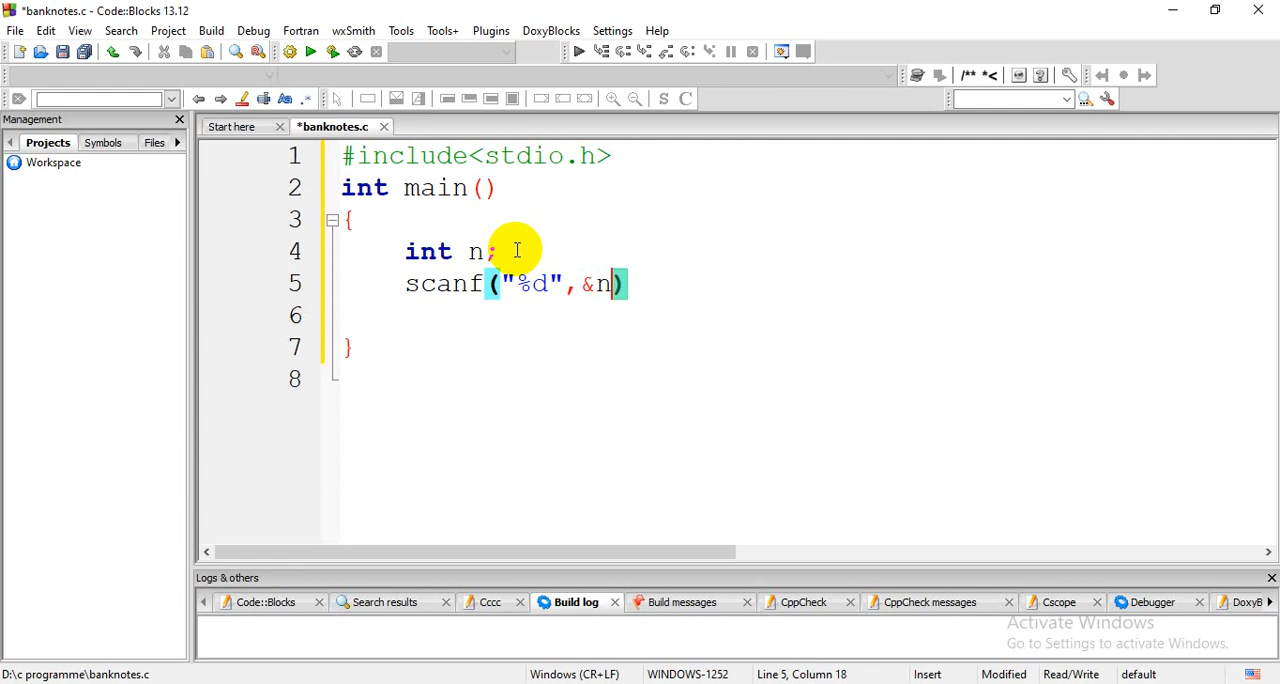 *banknotes.c - Code::Blocks 13.12
File Edit View Search Project Build Debug Fortran wxSmith Tools Tools+ Plugins DoxyBlocks Settings Help
/** *<
Management
Start here *banknotes.c
Projects Symbols Files
Workspace
1 #include<stdio.h>
2 int main()
3 {
4 int n;
5 scanf("%d",&n)
6
7 }
8
Logs & others
Code::Blocks Search results Cccc Build log Build messages CppCheck CppCheck messages Cscope Debugger DoxyB
Activate Windows
Go to Settings to activate Windows.
D:\c programme\banknotes.c Windows (CR+LF) WINDOWS-1252 Line 5, Column 18 Insert Modified Read/Write default